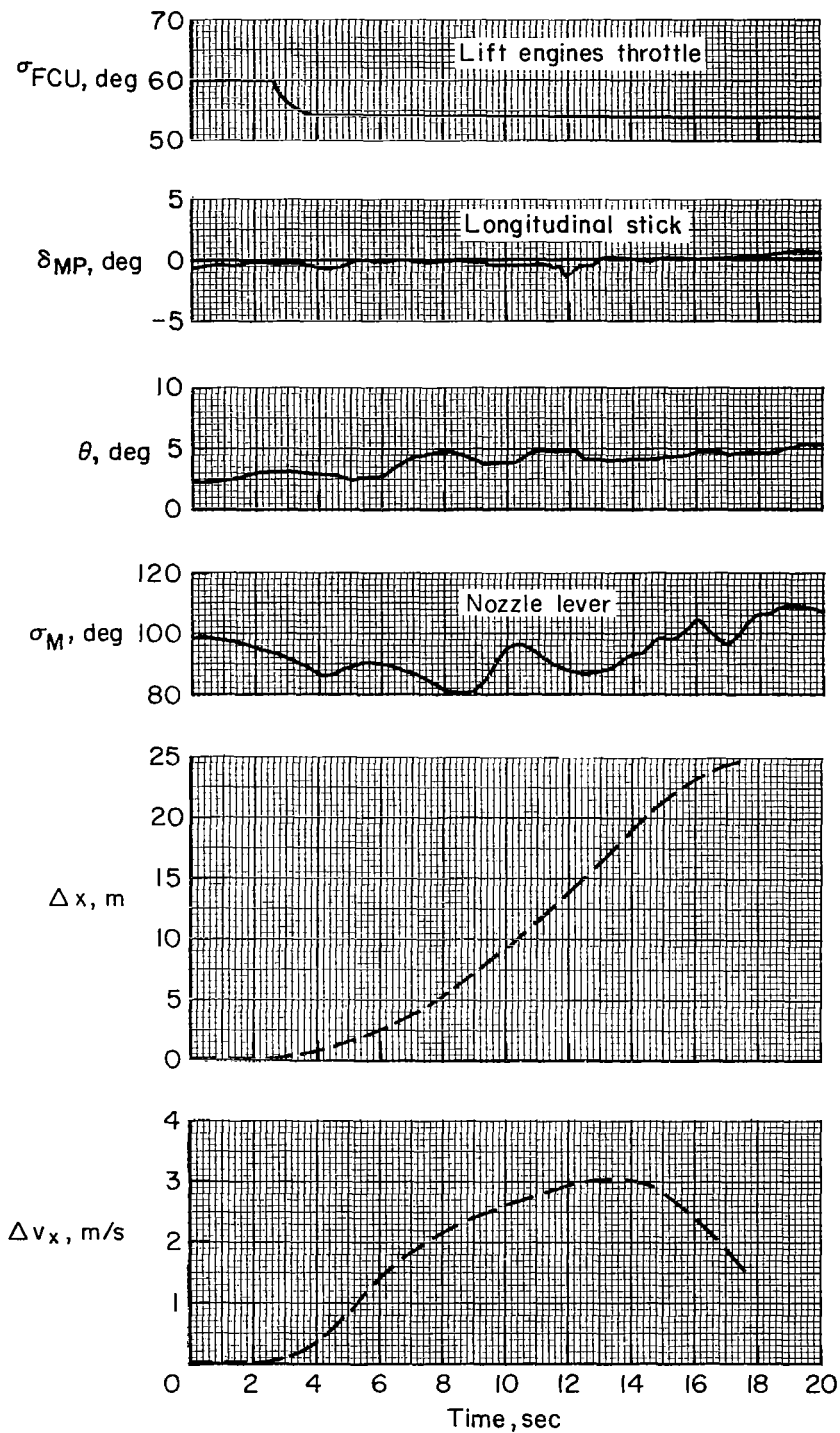 70
σFCU, deg 60
50
Lift engines throttle
5
δMP, deg 0
-5
Longitudinal stick
10
θ, deg 5
0
120
σM, deg 100
80
Nozzle lever
25
20
15
Δx, m
10
5
0
4
3
Δvx, m/s
2
1
0 2 4 6 8 10 12 14 16 18 20
Time, sec